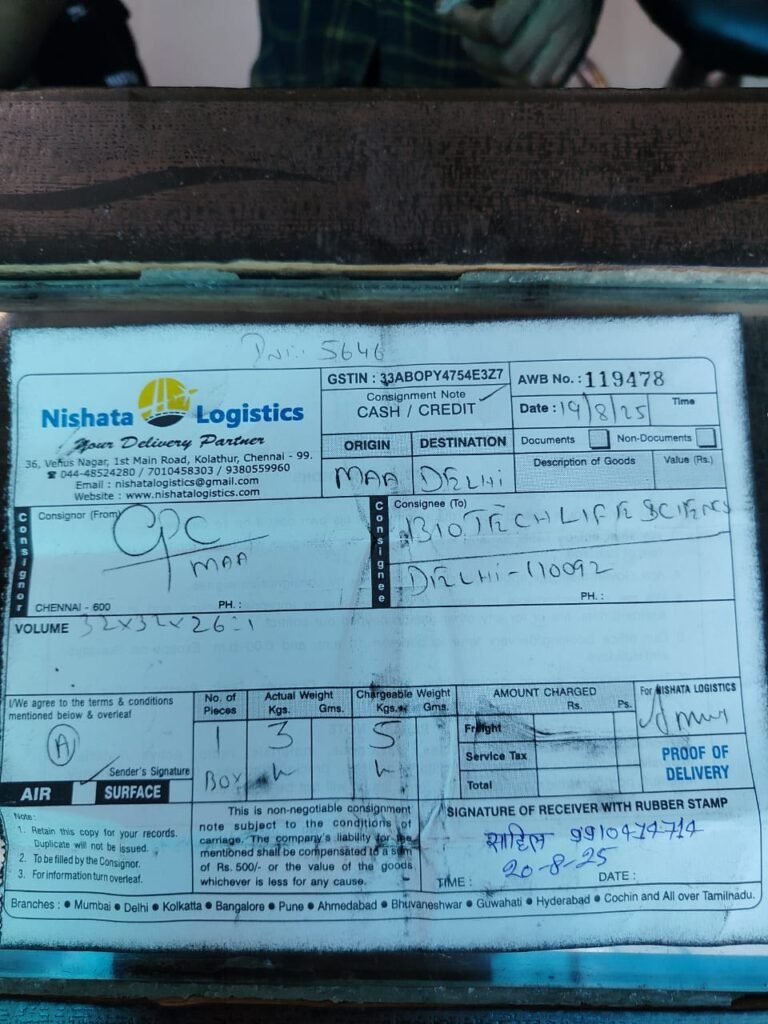 5646
Nishata Logistics
Your Delivery Partner
36, Venus Nagar, 1st Main Road, Kolathur, Chennai - 99.
☎ 044-48524280 / 7010458303 / 9380559960
Email : nishatalogistics@gmail.com
Website : www.nishatalogistics.com
GSTIN : 33ABOPY4754E3Z7
Consignment Note
CASH / CREDIT
ORIGIN DESTINATION
MAA DELHI
AWB No. : 119478
Date : 19/8/25 Time
Documents Non-Documents
Description of Goods Value (Rs.)
Consignor
Consignor (From)
CPC
MAA
CHENNAI - 600 PH. :
Consignee
Consignee (To)
BIOTECH LIFE SCIENCE
DELHI-110092
PH. :
VOLUME 32x32x26=1
I/We agree to the terms & conditions
mentioned below & overleaf
A
Sender's Signature
AIR SURFACE
No. of Pieces
1
BOX
Actual Weight
Kgs. Gms.
3
Chargeable Weight
Kgs. Gms.
5
AMOUNT CHARGED
Rs. Ps.
Freight
Service Tax
Total
For NISHATA LOGISTICS
PROOF OF
DELIVERY
Note :
1. Retain this copy for your records.
Duplicate will not be issued.
2. To be filled by the Consignor.
3. For information turn overleaf.
This is non-negotiable consignment
note subject to the conditions of
carriage. The company's liability for the
mentioned shall be compensated to a sum
of Rs. 500/- or the value of the goods
whichever is less for any cause.
SIGNATURE OF RECEIVER WITH RUBBER STAMP
साहिल 9910474714
20-8-25
TIME : DATE :
Branches : ● Mumbai ● Delhi ● Kolkatta ● Bangalore ● Pune ● Ahmedabad ● Bhuvaneshwar ● Guwahati ● Hyderabad ● Cochin and All over Tamilnadu.